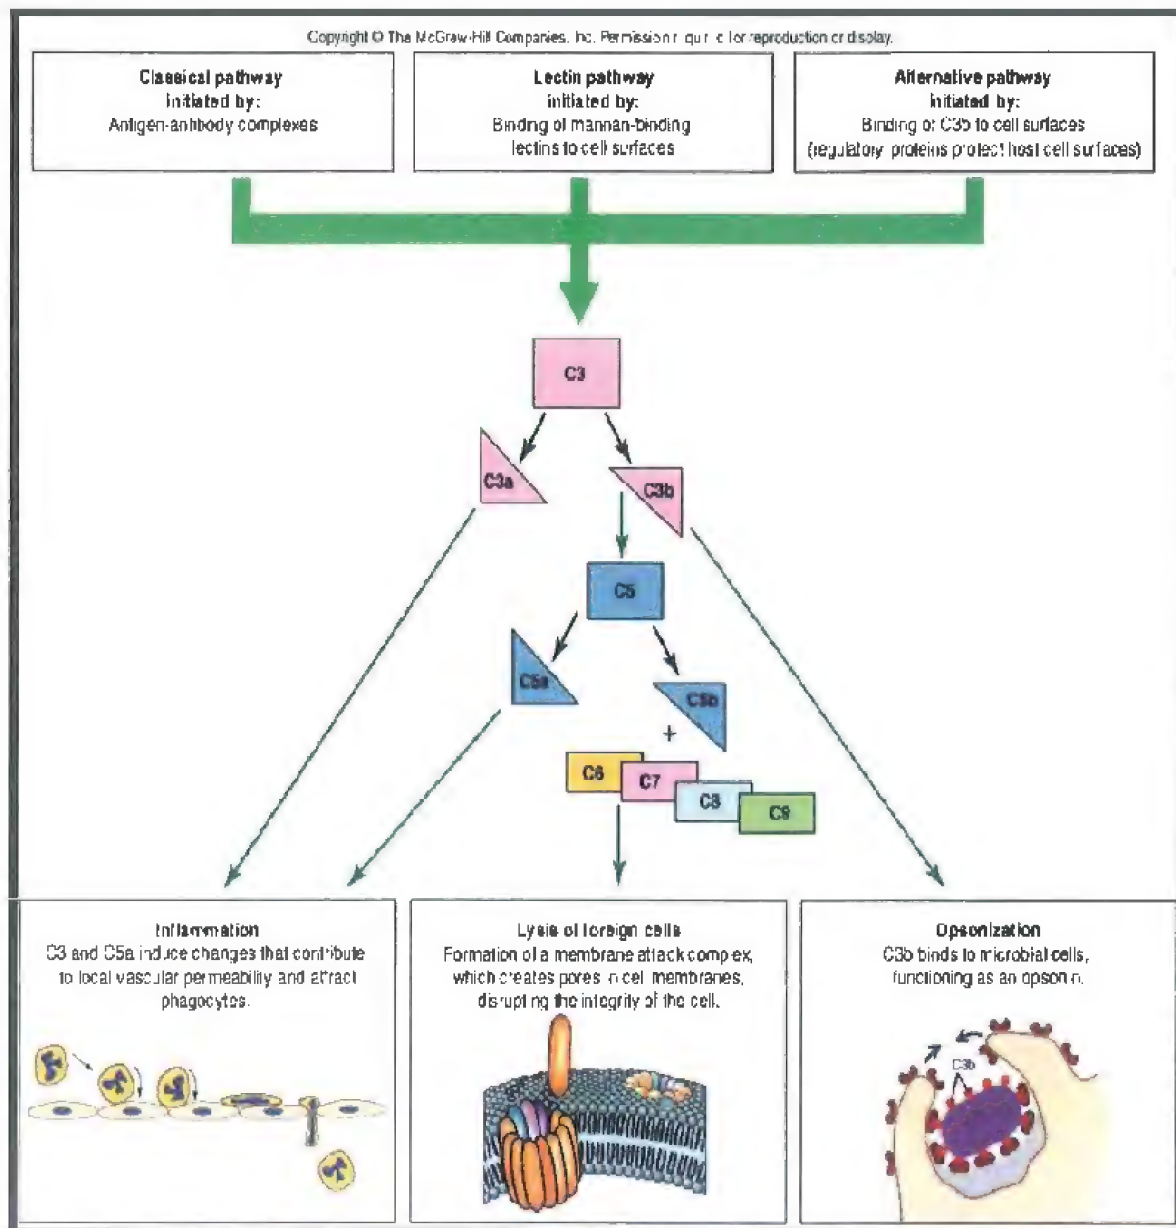 Copyright © The McGraw-Hill Companies, Inc. Permission for reproduction or display.
Classical pathway
initiated by:
Antigen-antibody complexes
Lectin pathway
initiated by:
Binding of mannan-binding
lectins to cell surfaces
Alternative pathway
initiated by:
Binding of C3b to cell surfaces
(regulatory proteins protect host cell surfaces)
C3
C3a
C3b
C5
C5a
C5b
+
C6
C7
C8
C9
Inflammation
C3 and C5a induce changes that contribute
to local vascular permeability and attract
phagocytes.
Lysis of foreign cells
Formation of a membrane attack complex,
which creates pores in cell membranes,
disrupting the integrity of the cell.
Opsonization
C3b binds to microbial cells,
functioning as an opsonin.
C3b